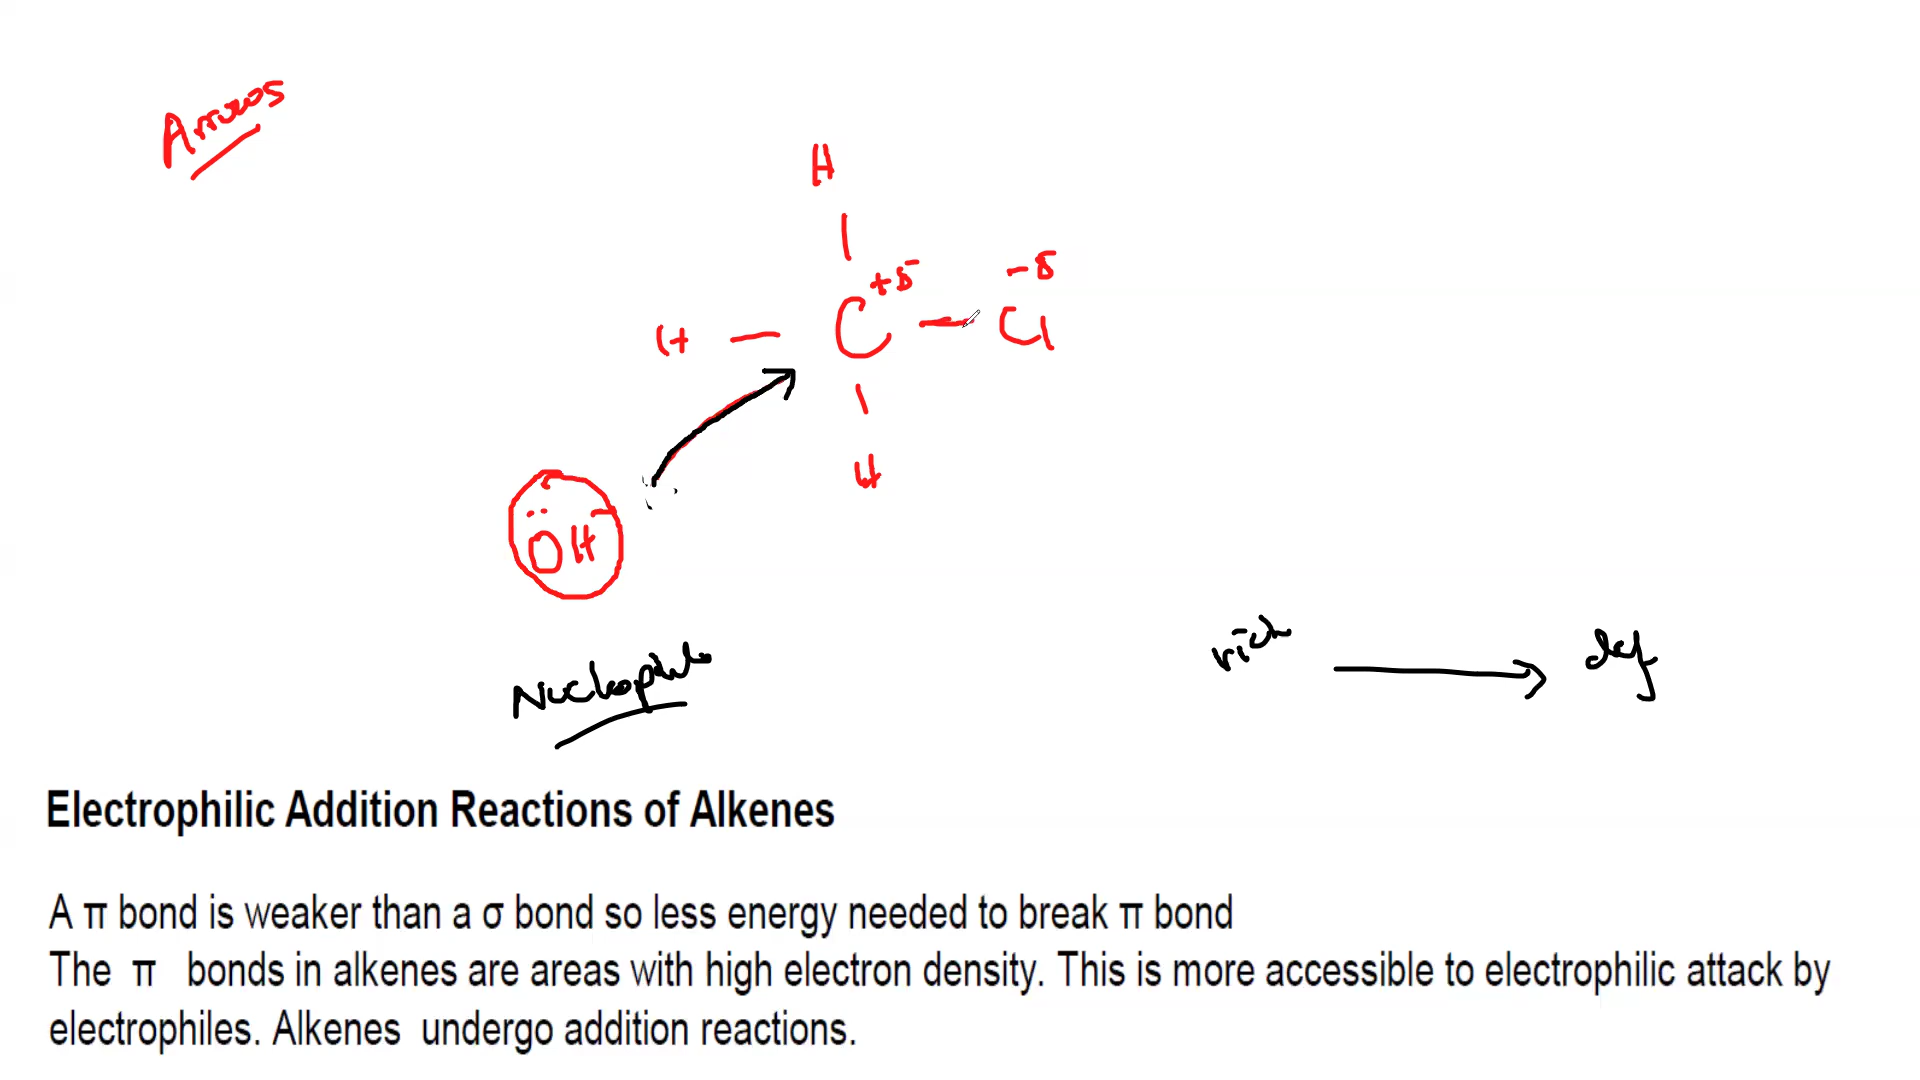 Arrows
H
+δ
-δ
H — C — Cl
H
ÖH⁻
Nucleophile
rich → def
Electrophilic Addition Reactions of Alkenes
A π bond is weaker than a σ bond so less energy needed to break π bond
The π bonds in alkenes are areas with high electron density. This is more accessible to electrophilic attack by
electrophiles. Alkenes undergo addition reactions.